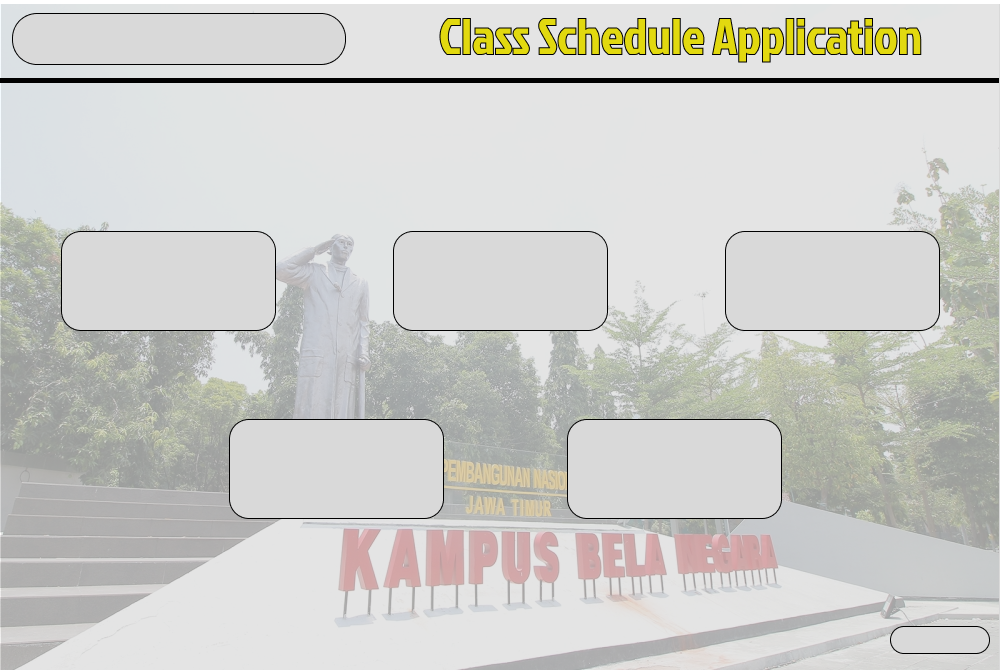 Class Schedule Application
PEMBANGUNAN NASIO
JAWA TIMUR
KAMPUS BELA NEGARA